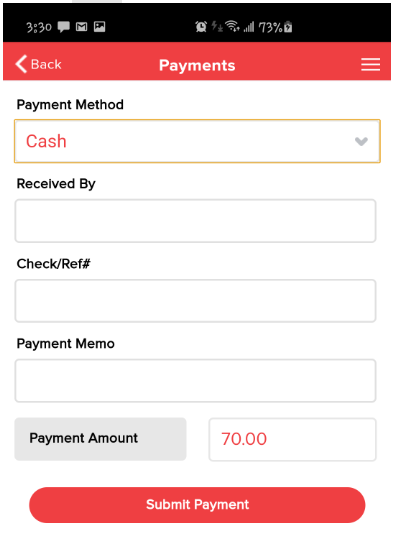 3:30 73%
Back Payments
Payment Method
Cash
Received By
Check/Ref#
Payment Memo
Payment Amount 70.00
Submit Payment